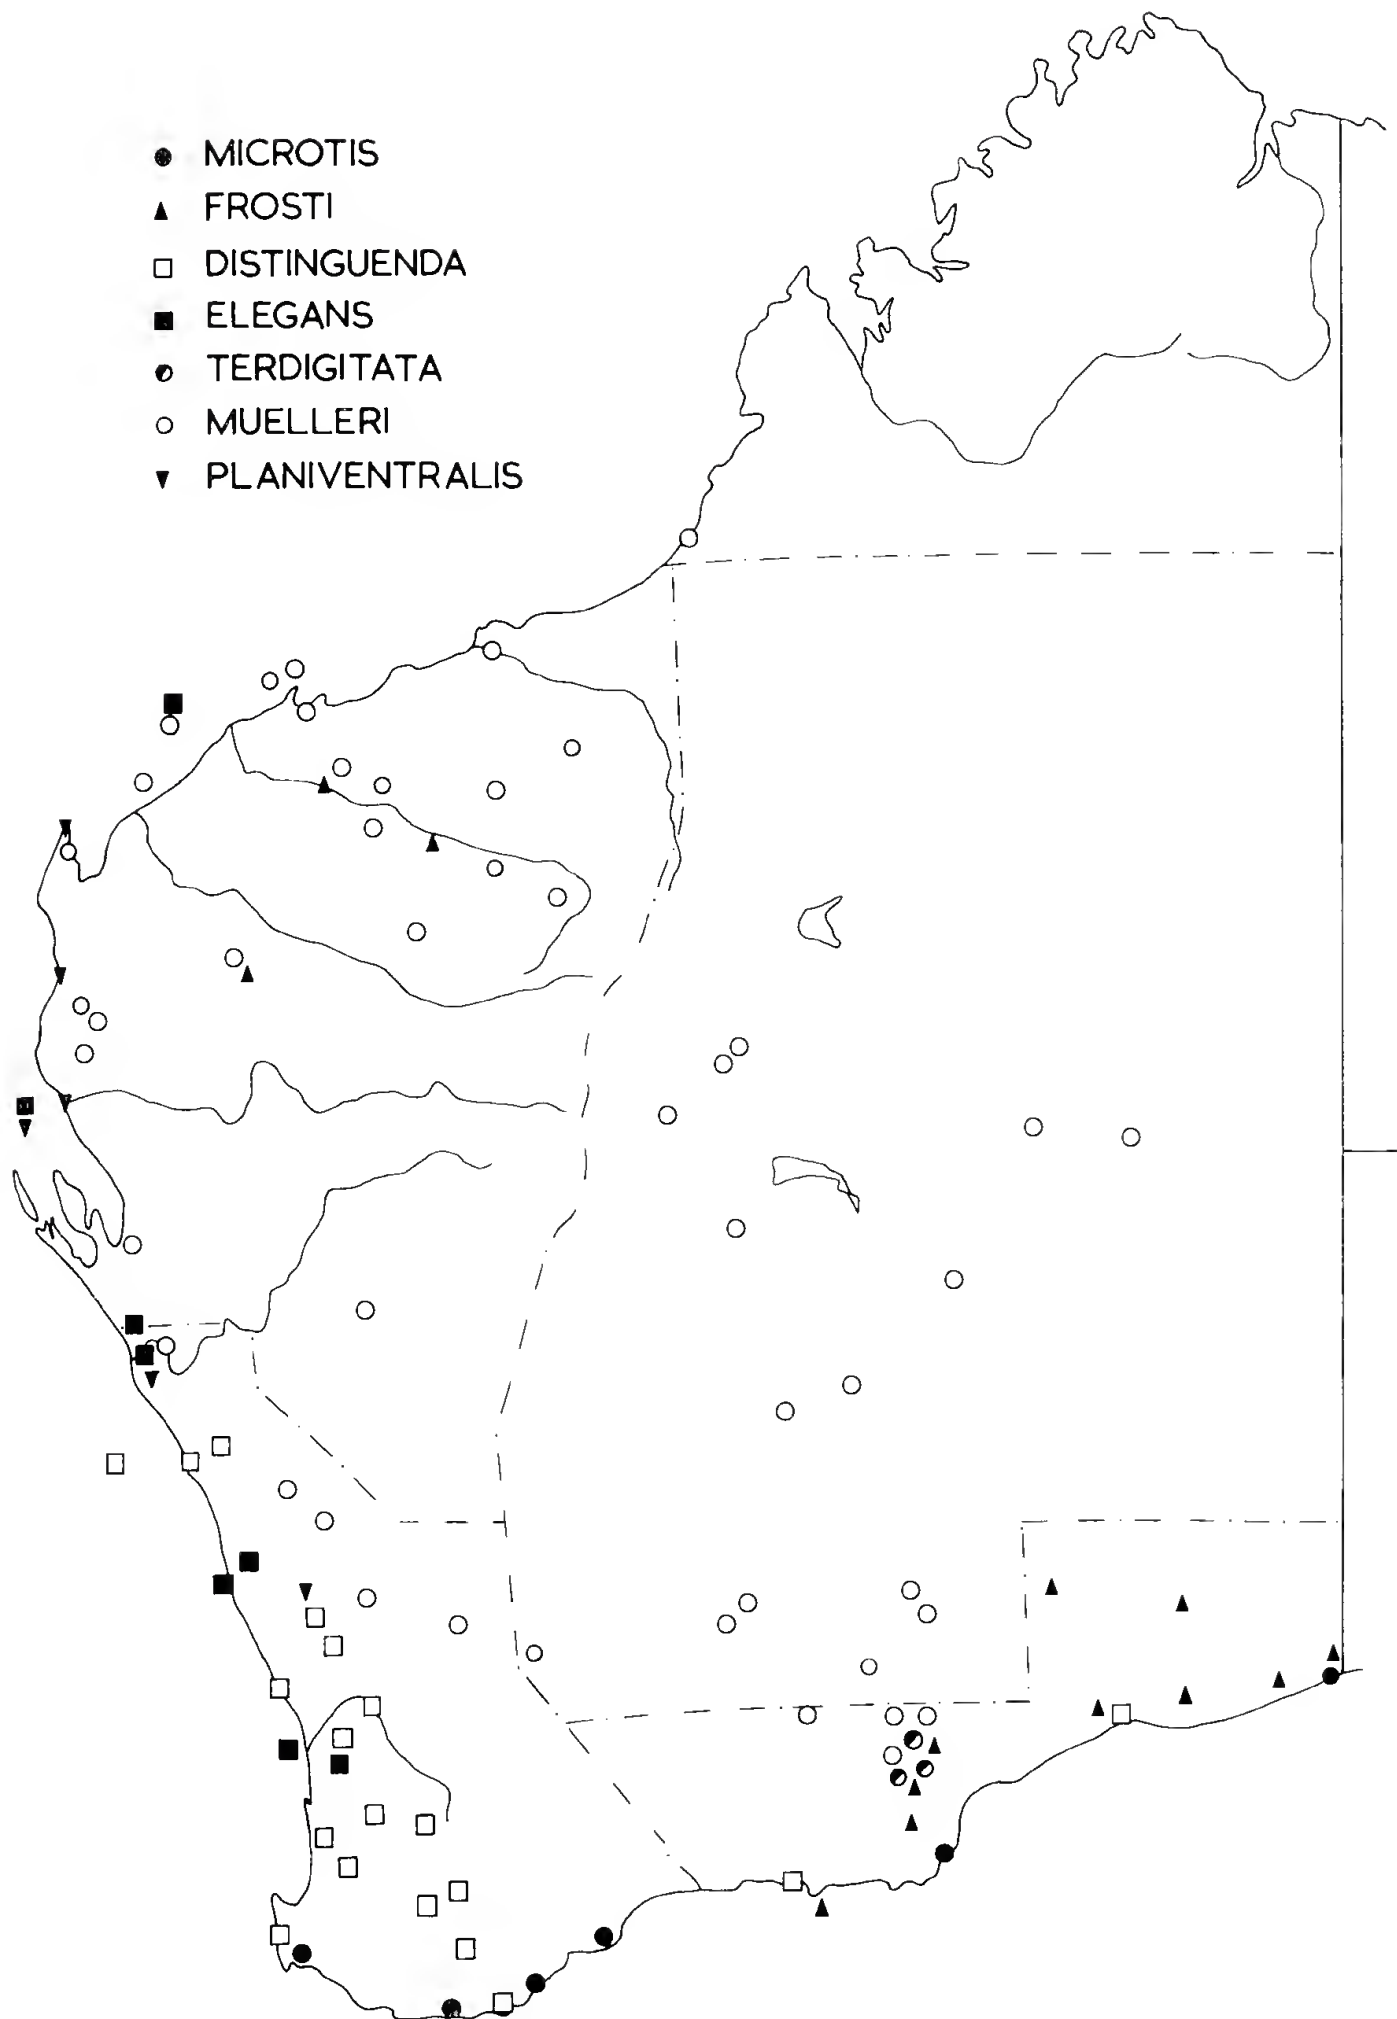 MICROTIS
FROSTI
DISTINGUENDA
ELEGANS
TERDIGITATA
MUELLERI
PLANIVENTRALIS